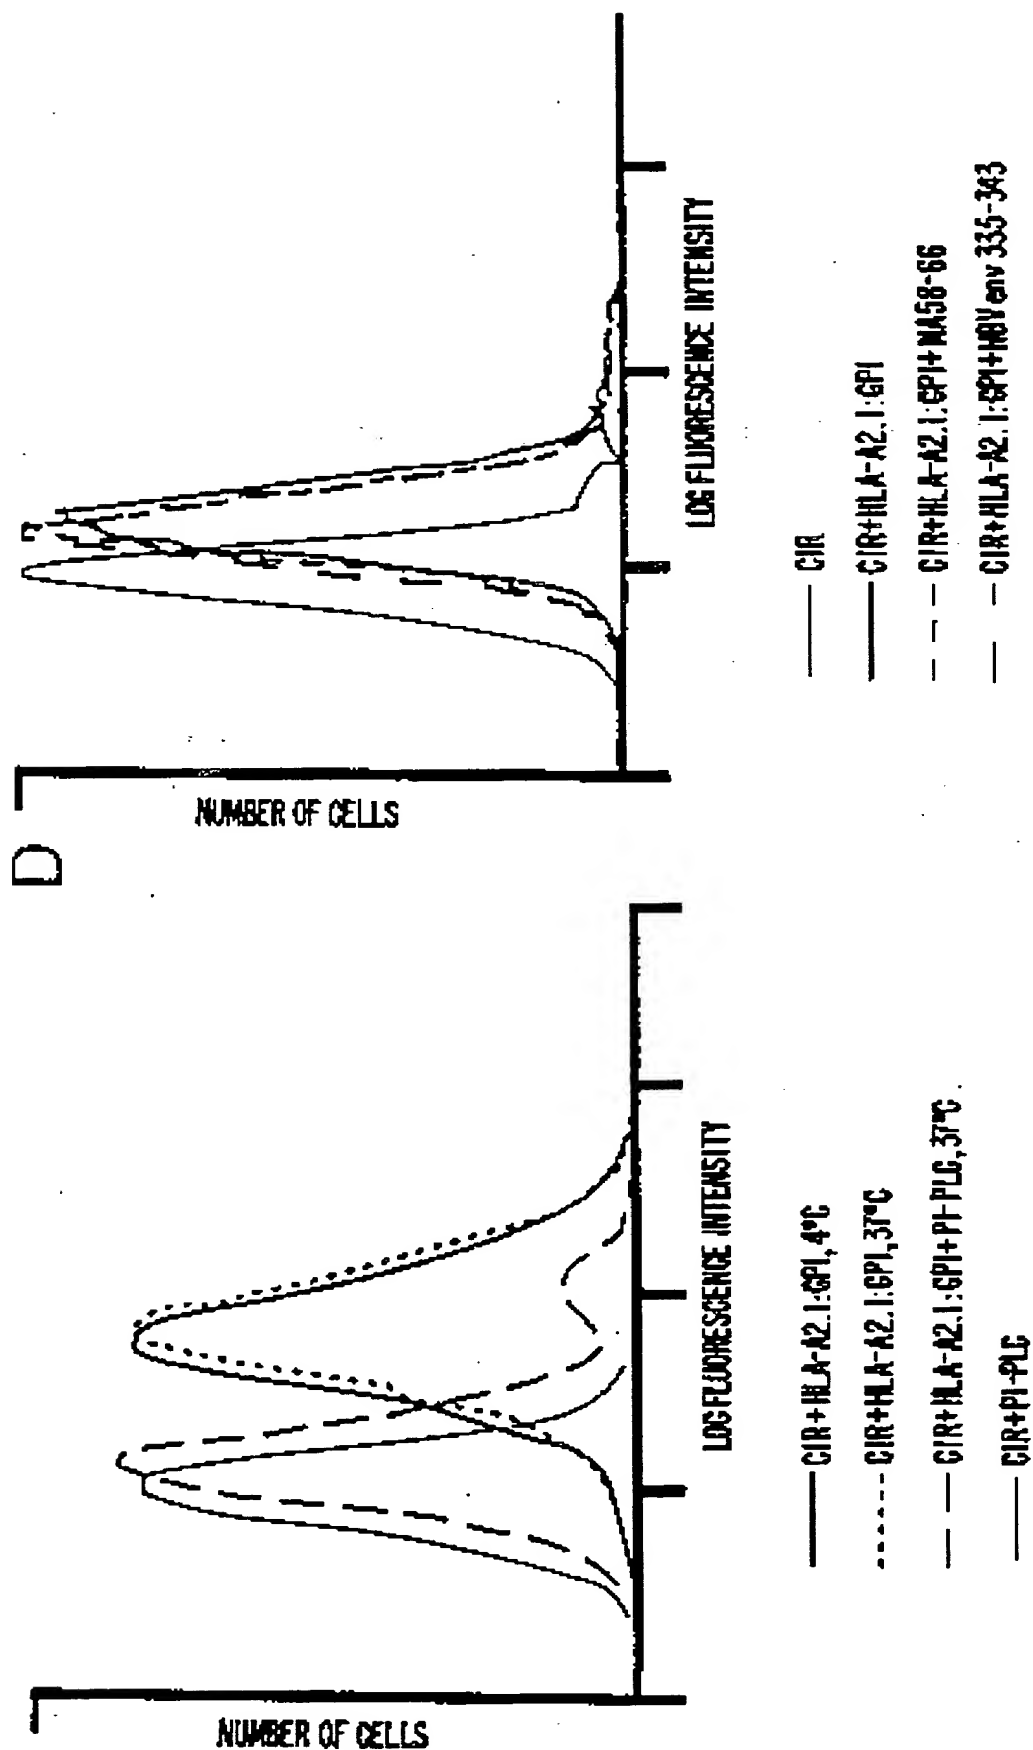 NUMBER OF CELLS
LOG FLUORESCENCE INTENSITY
CIR+HLA-A2.1:GPI,4°C
CIR+HLA-A2.1:GPI,37°C
CIR+HLA-A2.1:GPI+PI-PLC,37°C
CIR+PI-PLC
D
NUMBER OF CELLS
LOG FLUORESCENCE INTENSITY
CIR
CIR+HLA-A2.1:GPI
CIR+HLA-A2.1:GPI+MA58-66
CIR+HLA-A2.1:GPI+HBVenv 335-343